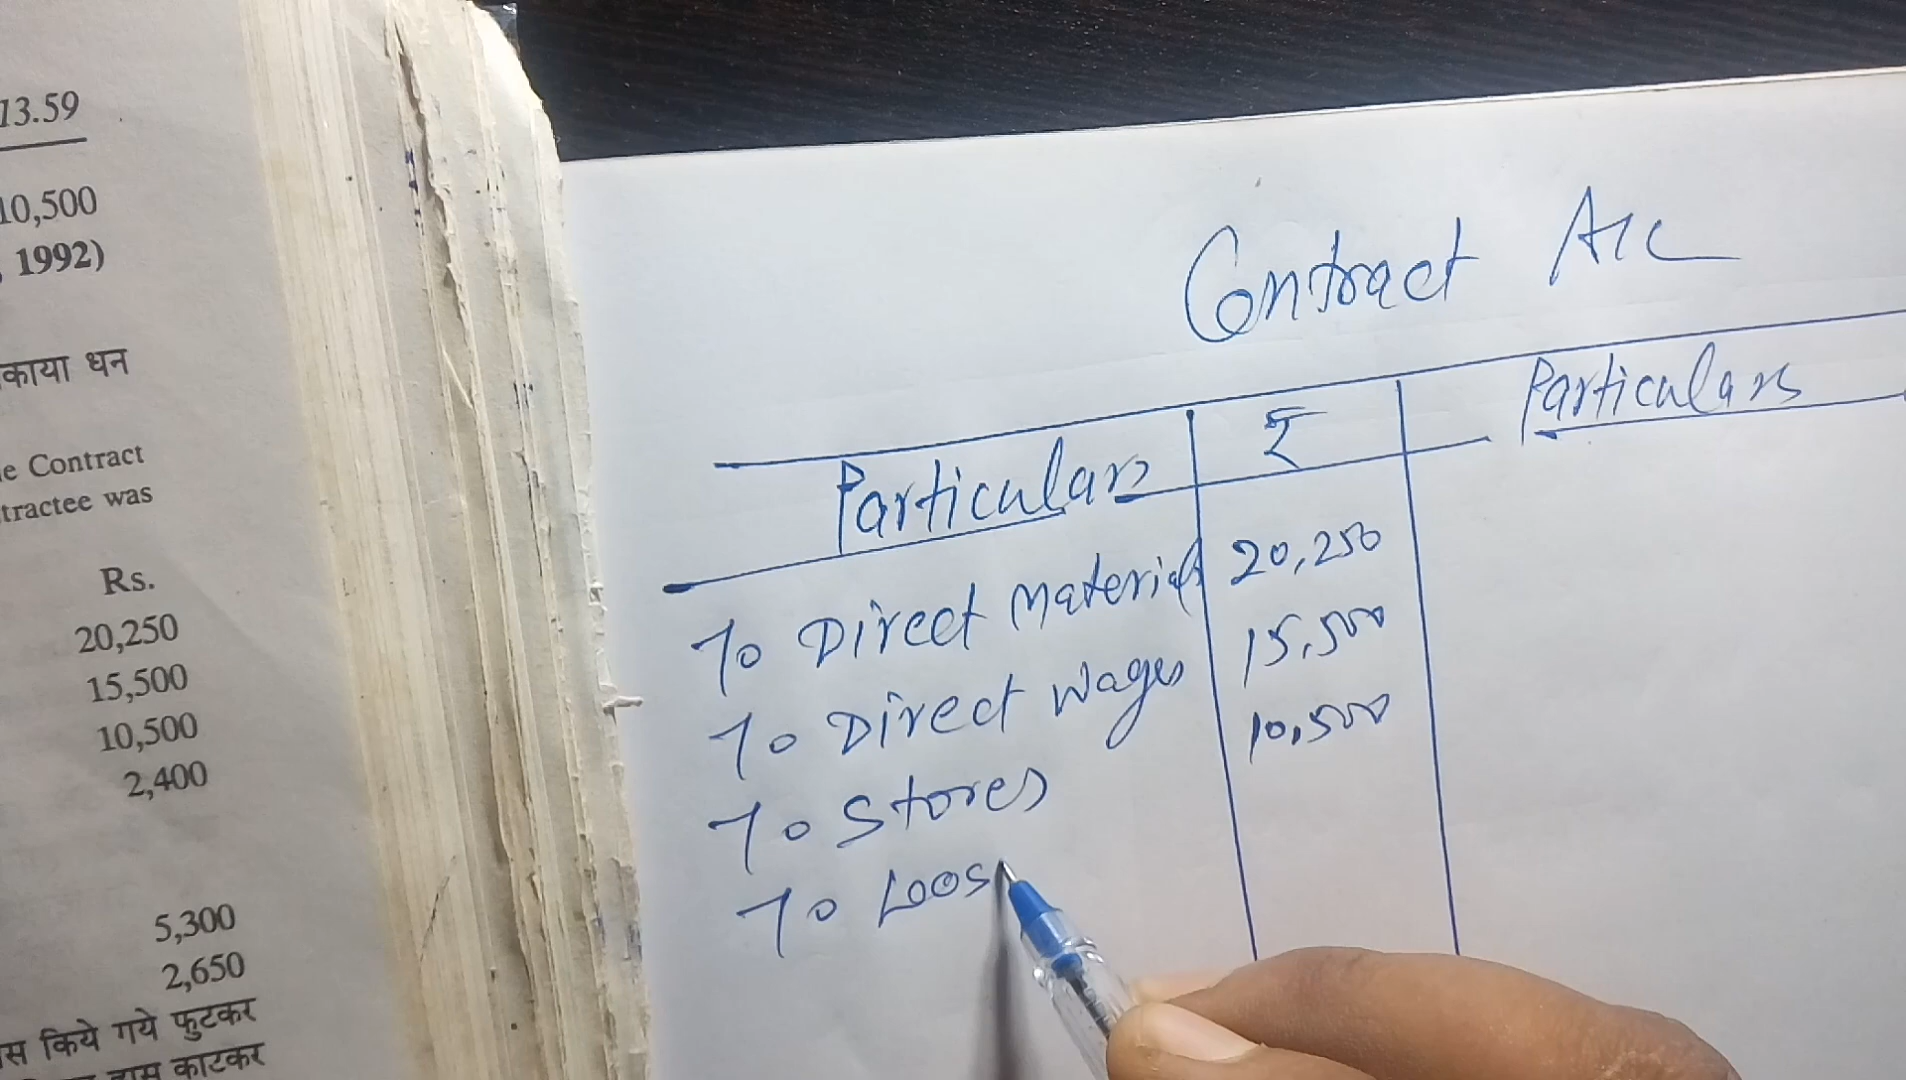 13.59
10,500
, 1992)
काया धन
e Contract
tractee was
Rs.
20,250
15,500
10,500
2,400
5,300
2,650
स किये गये फुटकर
काटकर
Contract A/c
Particulars ₹ Particulars
To Direct Material 20,250
To Direct Wages 15,500
To Stores 10,500
To Loos